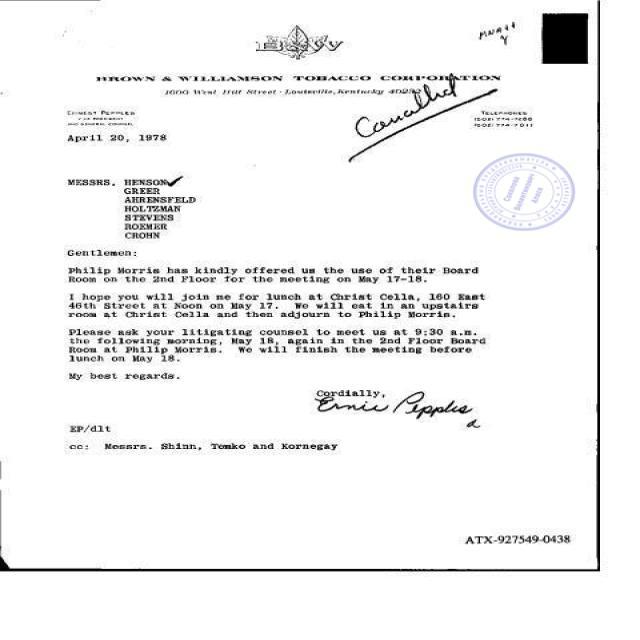 B&W
BROWN & WILLIAMSON TOBACCO CORPORATION
1600 West Hill Street · Louisville, Kentucky 40232
Cancelled
ERNEST PEPPLES
VICE PRESIDENT
AND GENERAL COUNSEL
TELEPHONES
April 20, 1978
MESSRS. HENSON
GREER
AHRENSFELD
HOLTZMAN
STEVENS
ROEMER
CROHN
Gentlemen:
Philip Morris has kindly offered us the use of their Board
Room on the 2nd Floor for the meeting on May 17-18.
I hope you will join me for lunch at Christ Cella, 160 East
46th Street at Noon on May 17. We will eat in an upstairs
room at Christ Cella and then adjourn to Philip Morris.
Please ask your litigating counsel to meet us at 9:30 a.m.
the following morning, May 18, again in the 2nd Floor Board
Room at Philip Morris. We will finish the meeting before
lunch on May 18.
My best regards.
Cordially,
Ernie Pepples
EP/dlt
cc: Messrs. Shinn, Temko and Kornegay
ATX-927549-0438